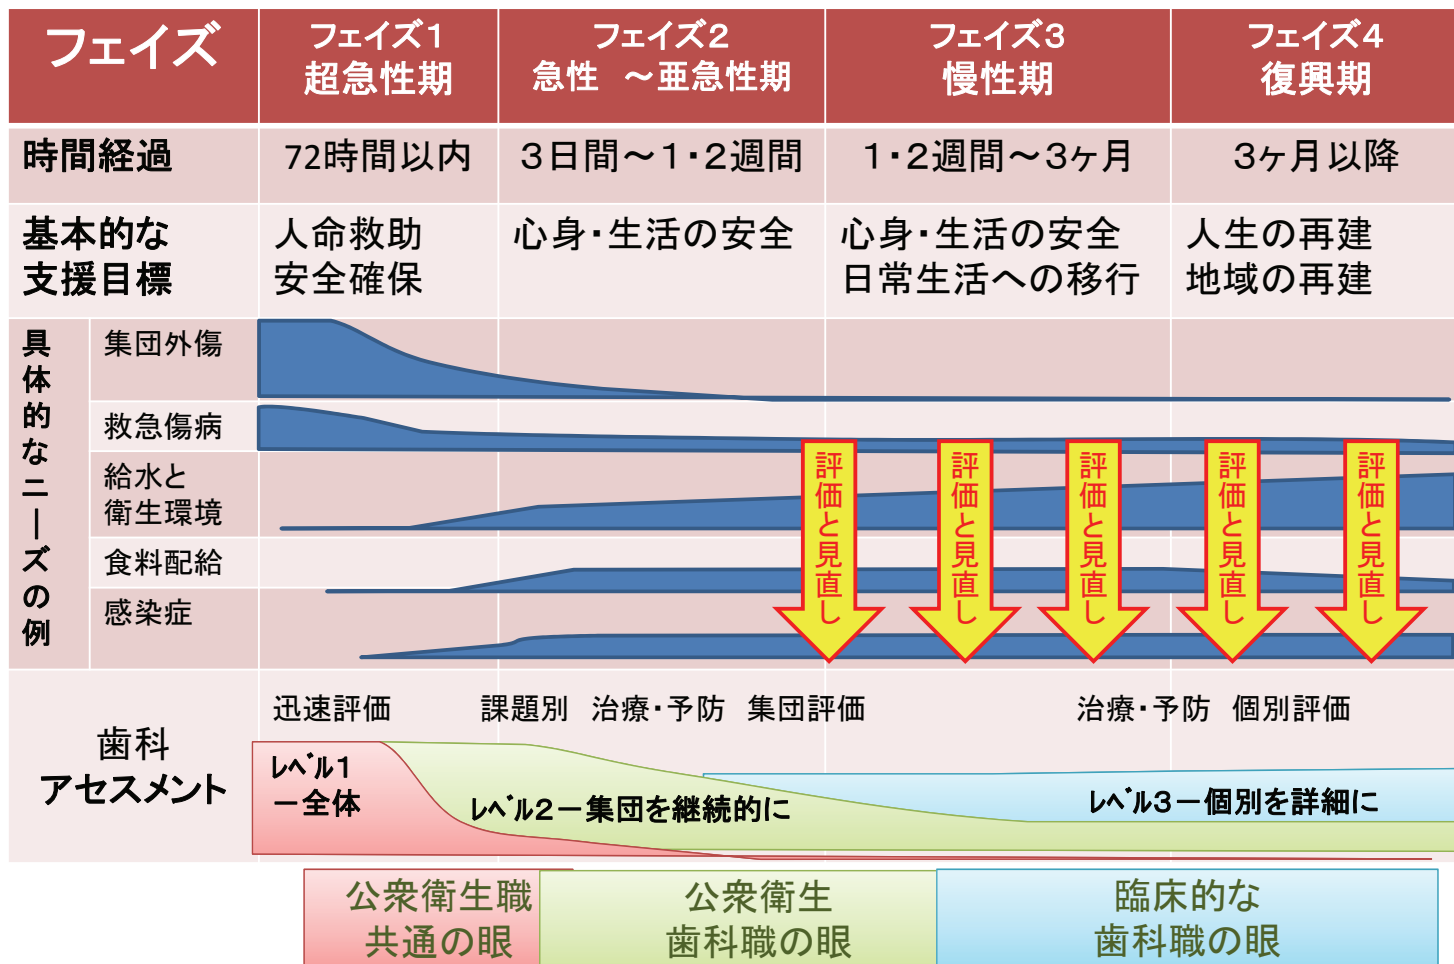 フェイズ
フェイズ1
超急性期
フェイズ2
急性　～亜急性期
フェイズ3
慢性期
フェイズ4
復興期
時間経過
72時間以内
３日間～１・２週間
１・２週間～３ヶ月
３ヶ月以降
基本的な
支援目標
人命救助
安全確保
心身・生活の安全
心身・生活の安全
日常生活への移行
人生の再建
地域の再建
具体的なニーズの例
集団外傷
救急傷病
給水と
衛生環境
食料配給
感染症
評価と見直し
評価と見直し
評価と見直し
評価と見直し
評価と見直し
歯科
アセスメント
迅速評価
課題別　治療・予防　集団評価
治療・予防　個別評価
ﾚﾍﾞﾙ1
－全体
ﾚﾍﾞﾙ2－集団を継続的に
ﾚﾍﾞﾙ3－個別を詳細に
公衆衛生職
共通の眼
公衆衛生
歯科職の眼
臨床的な
歯科職の眼